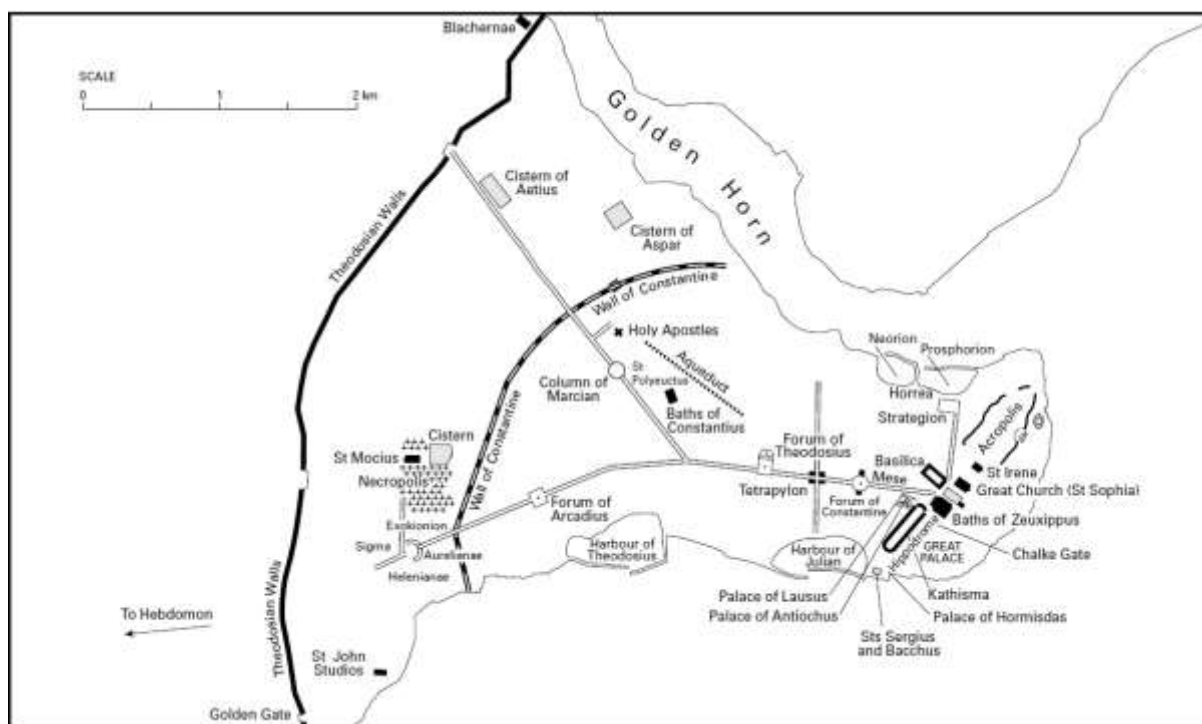 Blachernae
SCALE
0 1 2 km
Golden Horn
Cistern of
Aetius
Cistern of
Aspar
Theodosian Walls
Wall of Constantine
Holy Apostles
Neorion
Prosphorion
Aqueduct
St
Polyeuctus
Column of
Marcian
Horrea
Strategion
Acropolis
Baths of
Constantius
Wall of Constantine
Cistern
St Mocius
Necropolis
Forum of
Theodosius
Basilica
Mese
St Irene
Great Church (St Sophia)
Tetrapylon
Forum of
Constantine
Baths of Zeuxippus
Forum of
Arcadius
Exokionion
Sigma
Aurelianae
Helenianae
Harbour of
Theodosius
Harbour of
Julian
Hippodrome
GREAT
PALACE
Chalke Gate
Palace of Lausus
Kathisma
Palace of Antiochus
Palace of Hormisdas
To Hebdomon
Theodosian Walls
Sts Sergius
and Bacchus
St John
Studios
Golden Gate